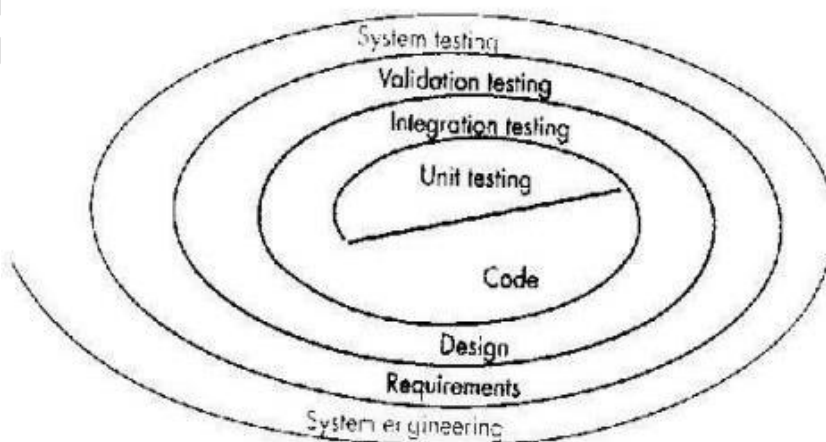 System testing
Validation testing
Integration testing
Unit testing
Code
Design
Requirements
System engineering